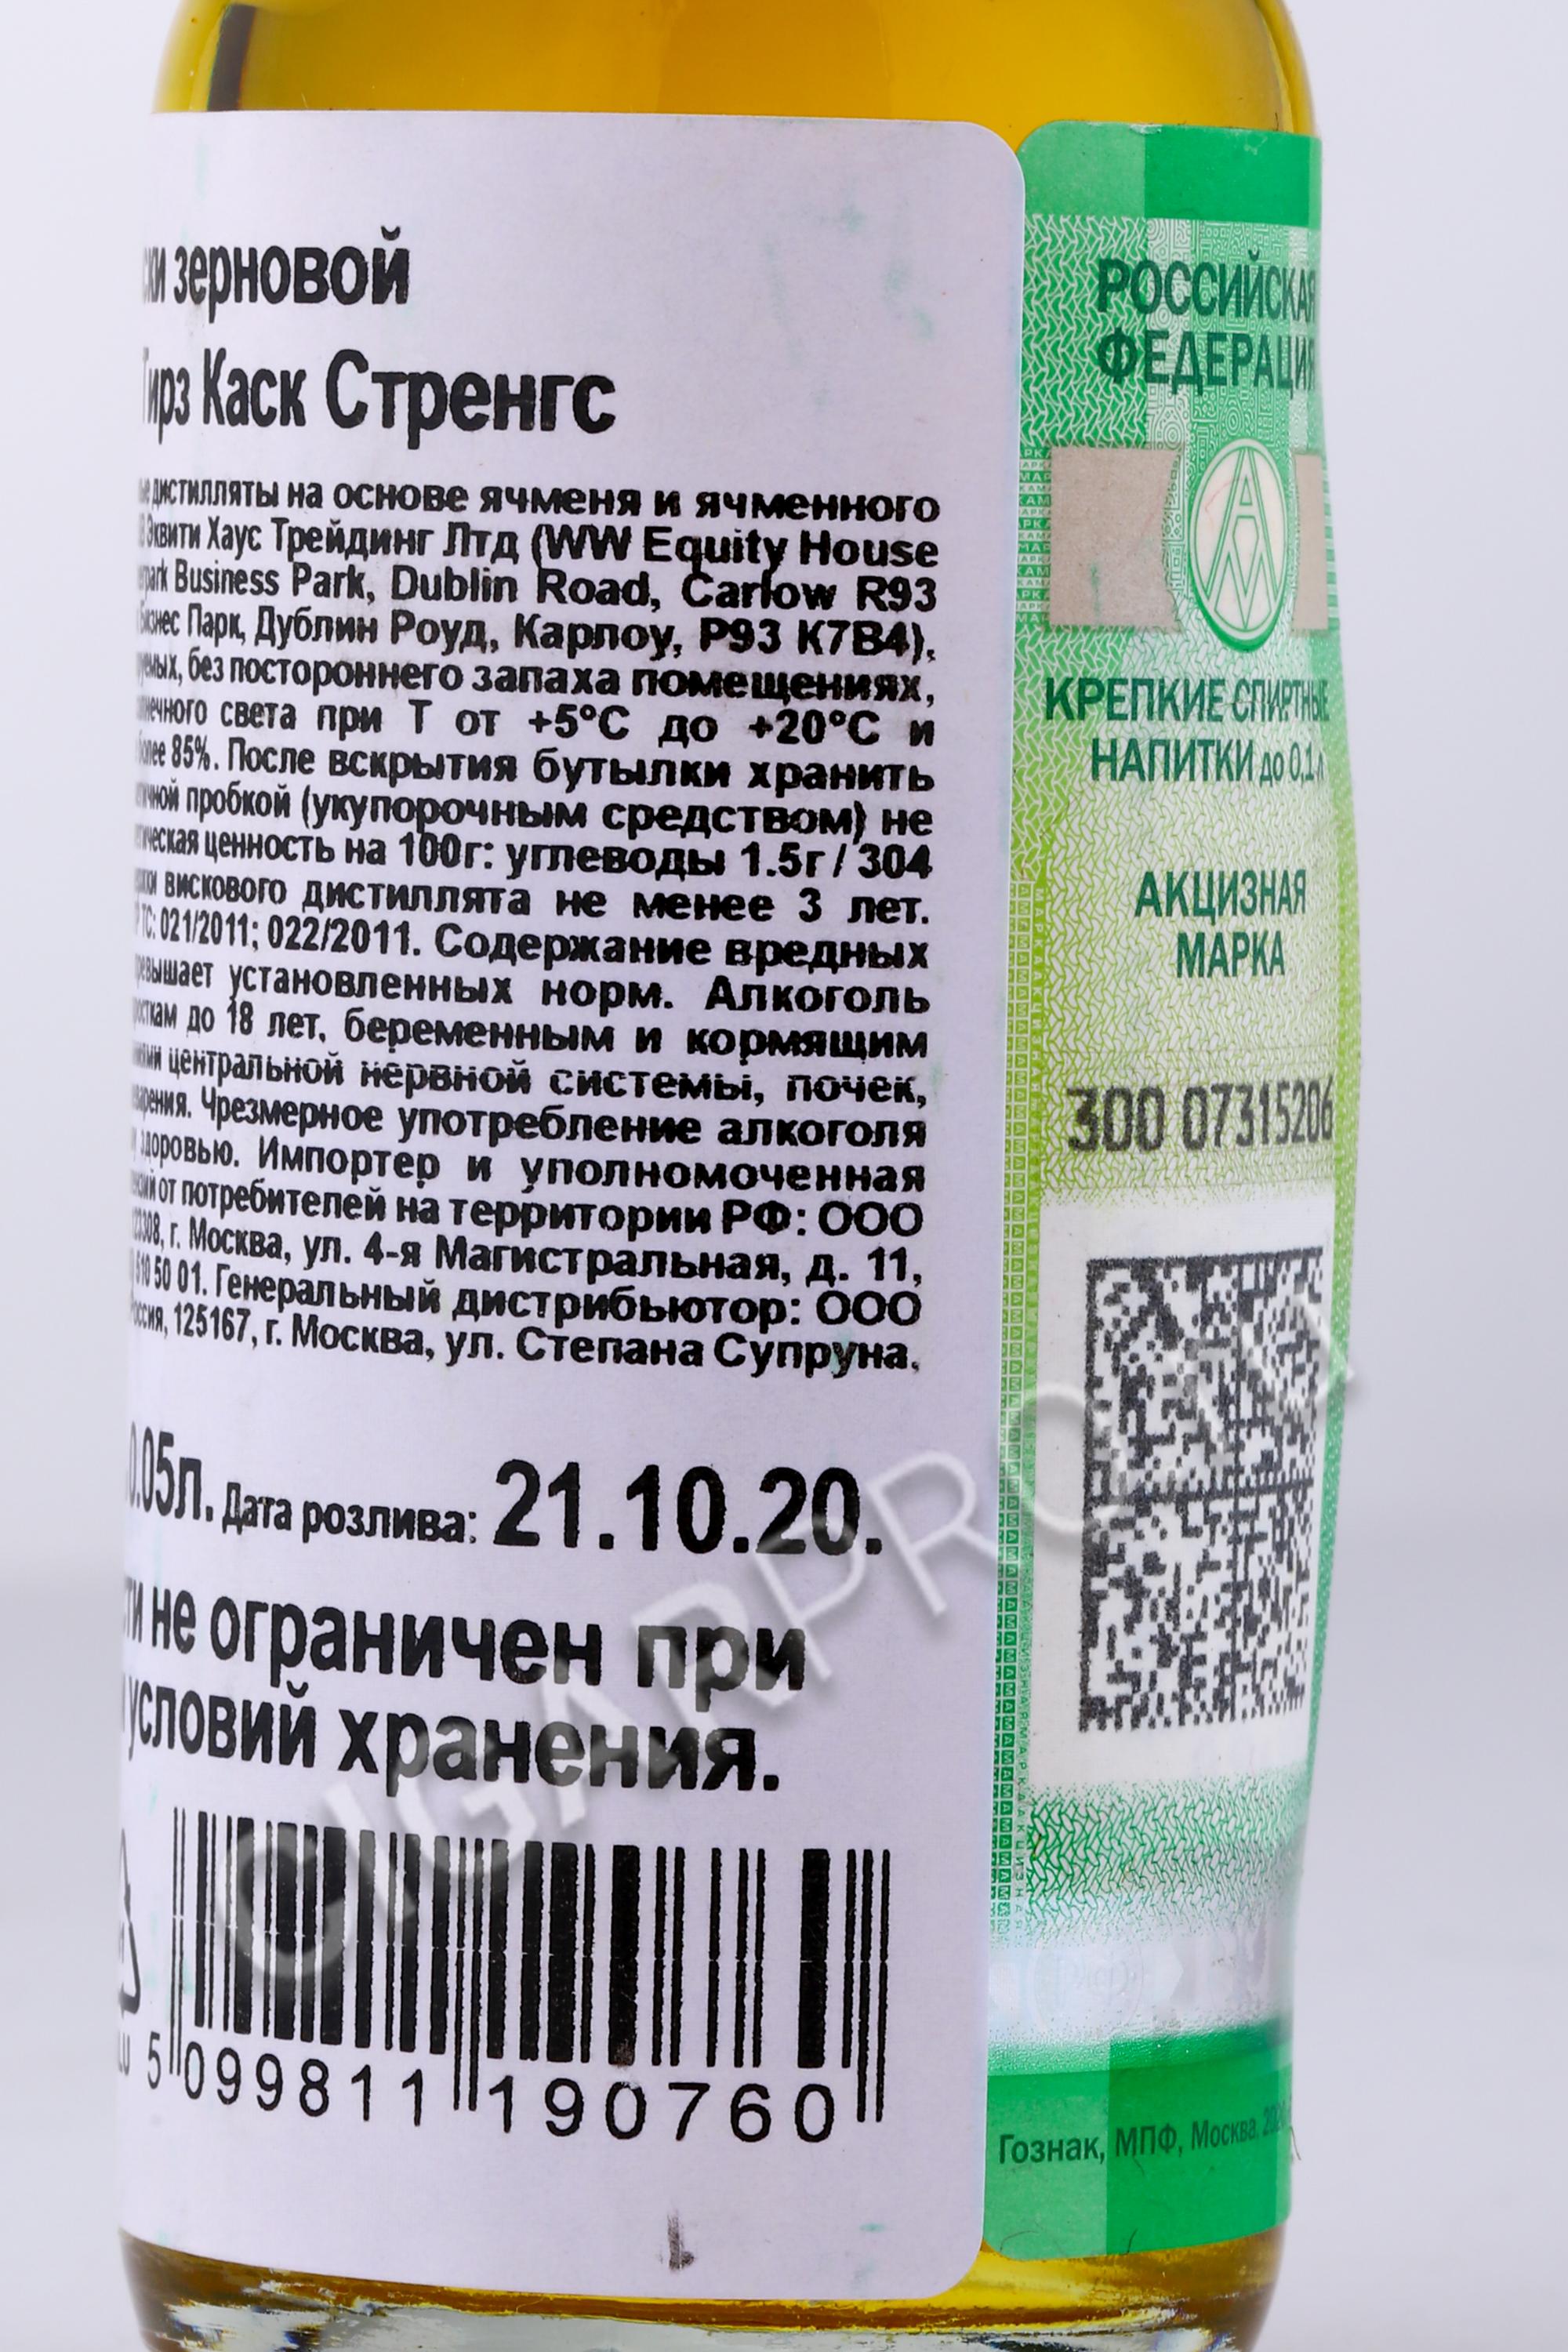 зерновой
Каск Стренгс
дистилляты на основе ячменя и ячменного
Эквити Хаус Трейдинг Лтд (WW Equity House
Business Park, Dublin Road, Carlow R93
Парк, Дублин Роуд, Карлоу, Р93 К7В4),
без постороннего запаха помещениях,
света при Т от +5°С до +20°С и
85%. После вскрытия бутылки хранить
пробкой (укупорочным средством) не
ценность на 100г: углеводы 1.5г / 304
вискового дистиллята не менее 3 лет.
ТС: 021/2011; 022/2011. Содержание вредных
установленных норм. Алкоголь
до 18 лет, беременным и кормящим
центральной нервной системы, почек,
Чрезмерное употребление алкоголя
здоровью. Импортер и уполномоченная
от потребителей на территории РФ: ООО
г. Москва, ул. 4-я Магистральная, д. 11,
50 01. Генеральный дистрибьютор: ООО
125167, г. Москва, ул. Степана Супруна,
0.05л. Дата розлива: 21.10.20.
не ограничен при
условий хранения.
5 099811 190760
РОССИЙСКАЯ
ФЕДЕРАЦИЯ
КРЕПКИЕ СПИРТНЫЕ
НАПИТКИ до 0,1 л
АКЦИЗНАЯ
МАРКА
300 07315206
Гознак, МПФ, Москва,
CIGARPRO.RU